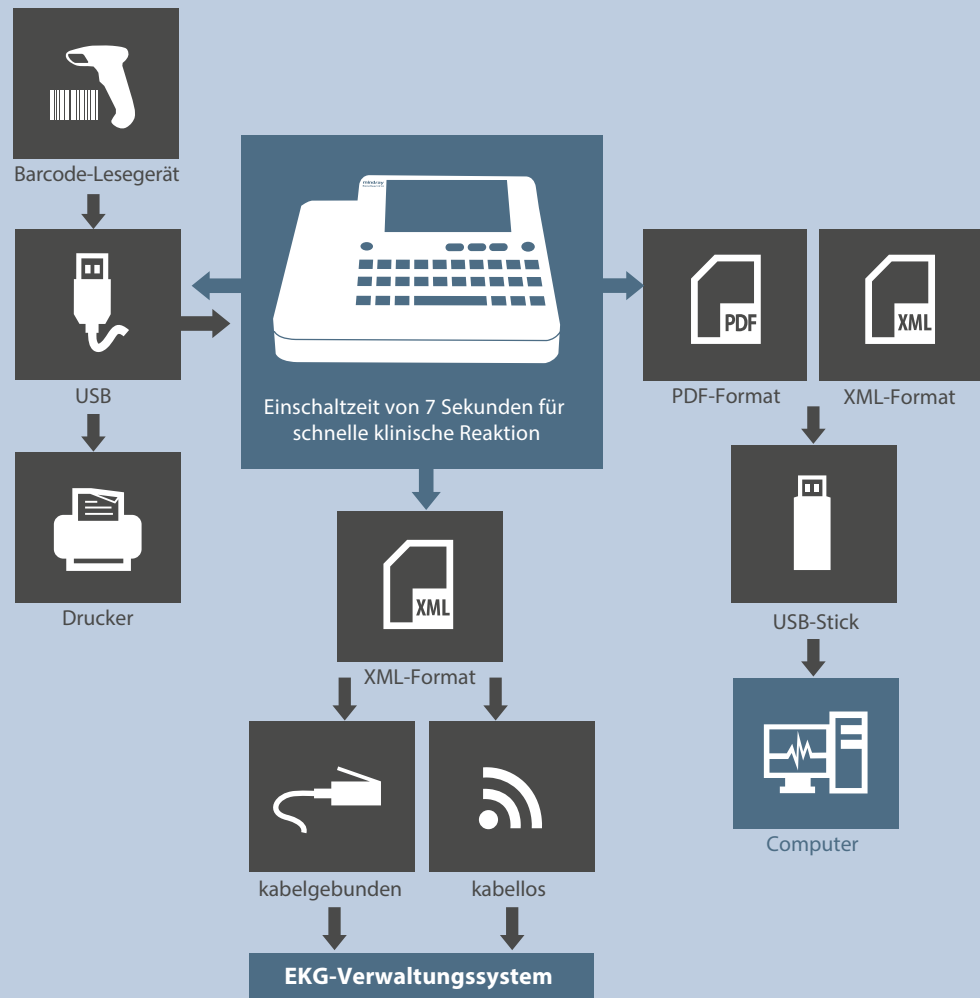 Barcode-Lesegerät
mindray
USB
Einschaltzeit von 7 Sekunden für
schnelle klinische Reaktion
PDF
XML
PDF-Format
XML-Format
Drucker
XML
XML-Format
USB-Stick
Computer
kabelgebunden
kabellos
EKG-Verwaltungssystem